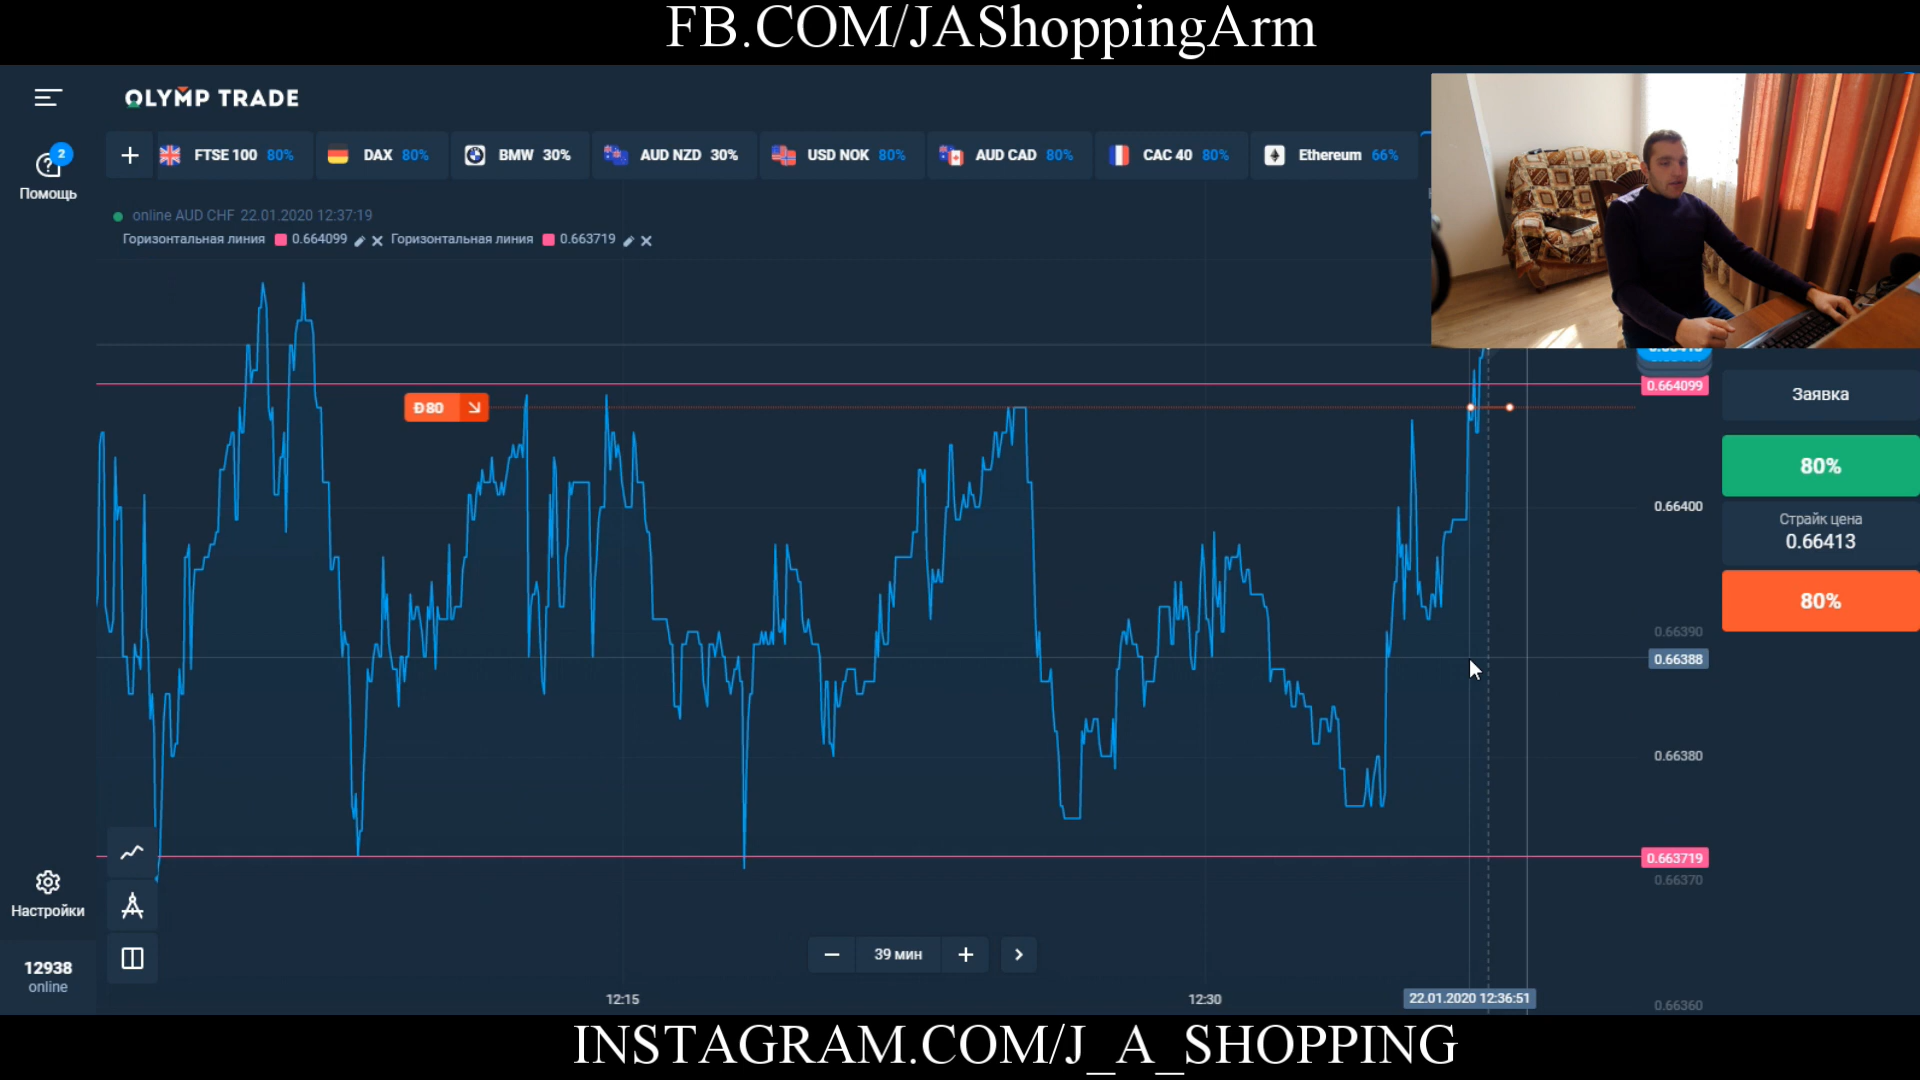 FB.COM/JAShoppingArm
OLYMP TRADE
FTSE 100 80% DAX 80% BMW 30% AUD NZD 30% USD NOK 80% AUD CAD 80% CAC 40 80% Ethereum 66%
2
Помощь
online AUD CHF 22.01.2020 12:37:19
Горизонтальная линия 0.664099 Горизонтальная линия 0.663719
0.664099
Заявка
Đ80
80%
0.66400
Страйк цена
0.66413
80%
0.66390
0.66388
0.66380
0.663719
0.66370
Настройки
39 мин
12938
online
12:15 12:30 22.01.2020 12:36:51
0.66360
INSTAGRAM.COM/J_A_SHOPPING